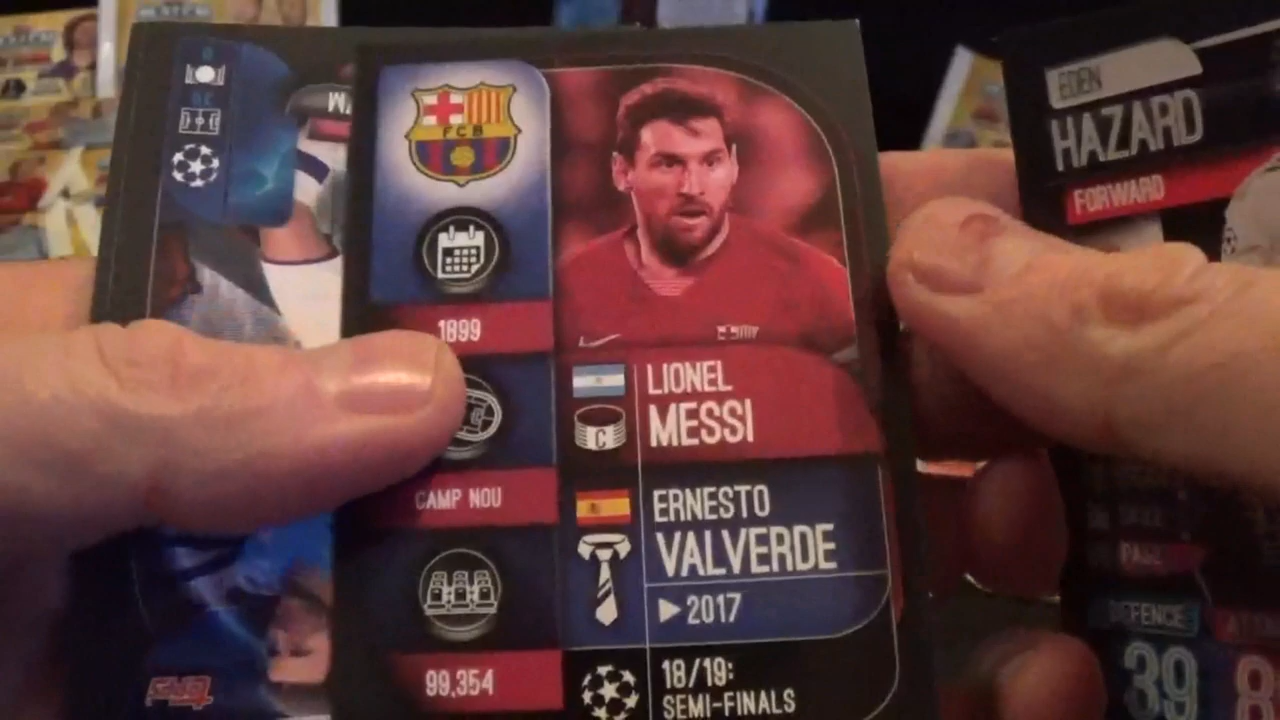 FCB
1899
CAMP NOU
99,354
LIONEL
MESSI
C
ERNESTO
VALVERDE
▶2017
18/19:
SEMI-FINALS
EDEN
HAZARD
FORWARD
DEFENCE
39
8